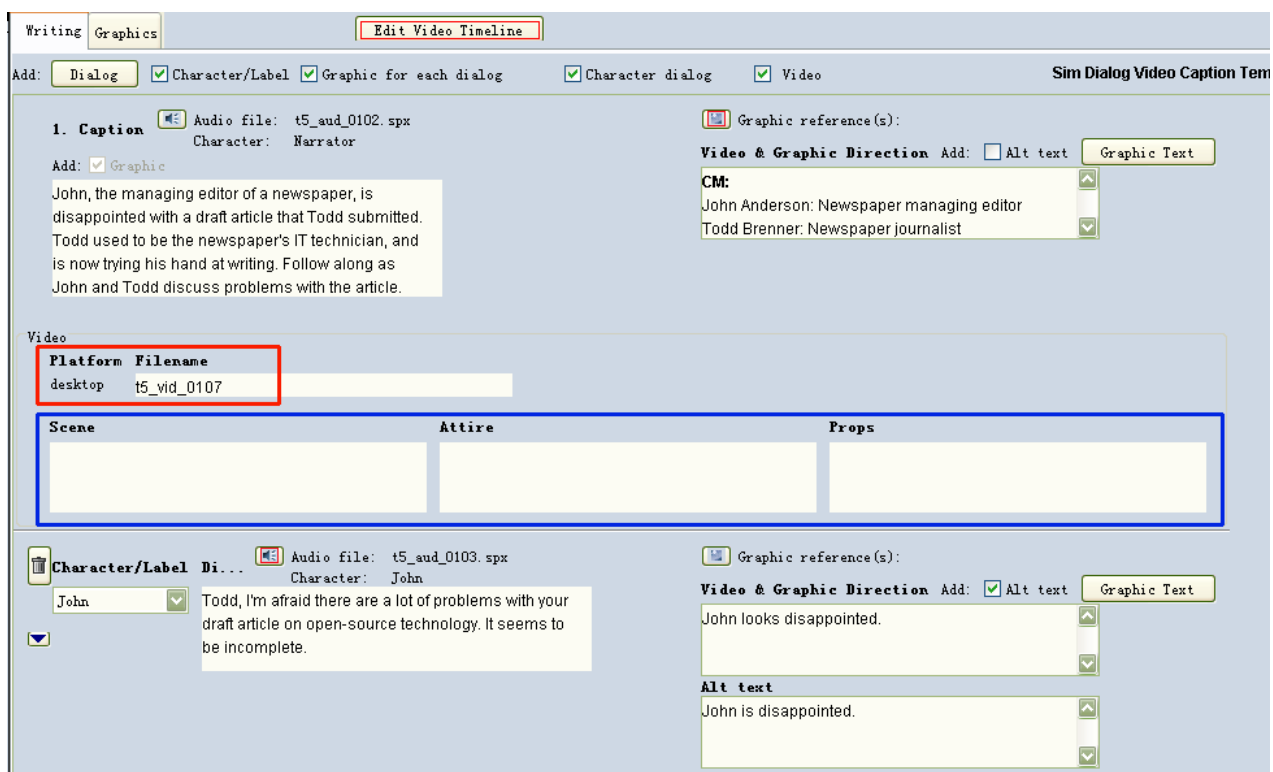 Writing Graphics Edit Video Timeline
Add: Dialog Character/Label Graphic for each dialog Character dialog Video Sim Dialog Video Caption Tem
1. Caption Audio file: t5_aud_0102.spx
Character: Narrator
Add: Graphic
John, the managing editor of a newspaper, is
disappointed with a draft article that Todd submitted.
Todd used to be the newspaper's IT technician, and
is now trying his hand at writing. Follow along as
John and Todd discuss problems with the article.
Graphic reference(s):
Video & Graphic Direction Add: Alt text Graphic Text
CM:
John Anderson: Newspaper managing editor
Todd Brenner: Newspaper journalist
Video
Platform Filename
desktop t5_vid_0107
Scene Attire Props
Character/Label Di... Audio file: t5_aud_0103.spx
Character: John
John
Todd, I'm afraid there are a lot of problems with your
draft article on open-source technology. It seems to
be incomplete.
Graphic reference(s):
Video & Graphic Direction Add: Alt text Graphic Text
John looks disappointed.
Alt text
John is disappointed.